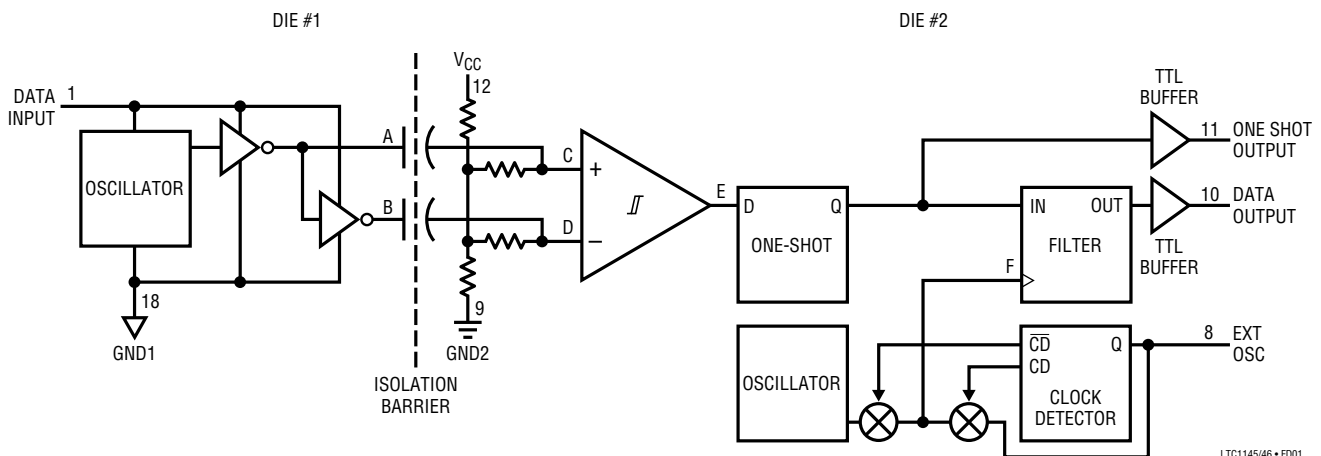 DIE #1
DIE #2
VCC
12
TTL
BUFFER
DATA
INPUT
1
11
ONE SHOT
OUTPUT
A
C
+
OSCILLATOR
E
D
Q
ONE-SHOT
IN
OUT
FILTER
10
DATA
OUTPUT
B
D
−
TTL
BUFFER
F
18
GND1
9
GND2
ISOLATION
BARRIER
OSCILLATOR
CD
CD
Q
CLOCK
DETECTOR
8
EXT
OSC
LTC1145/46 • FD01